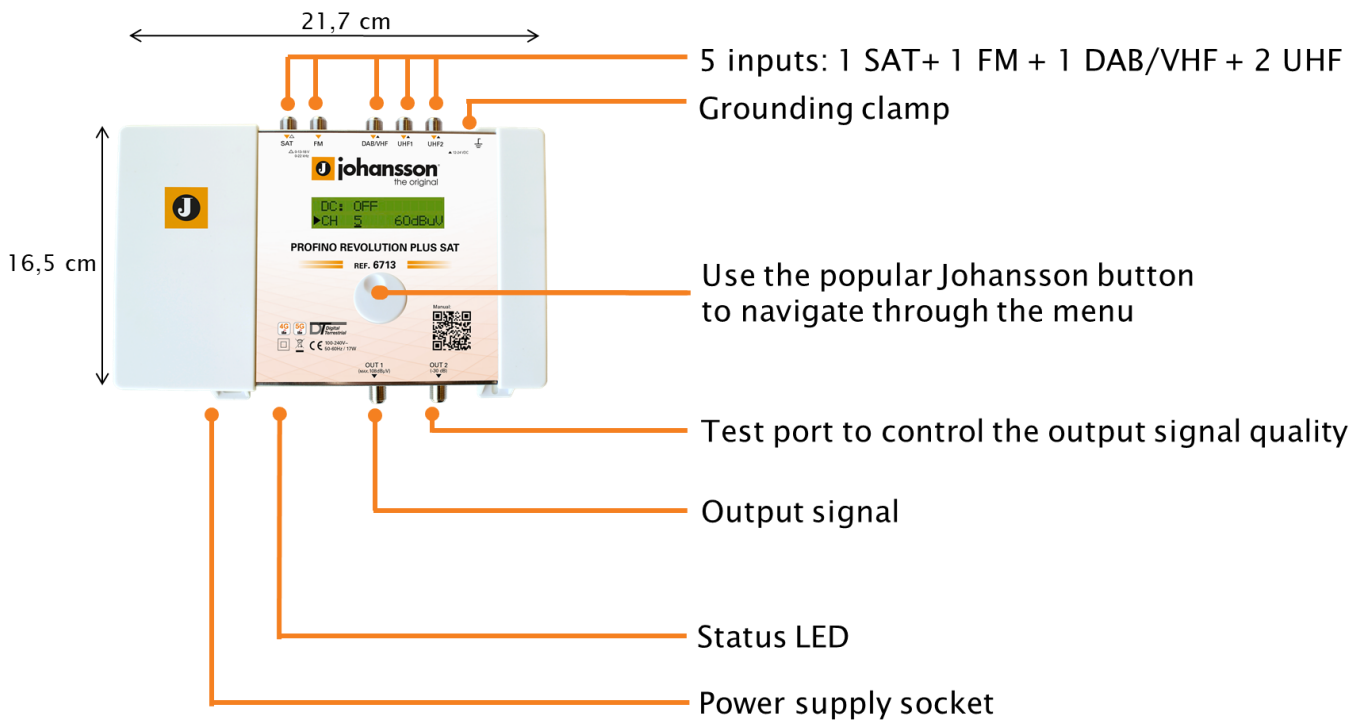 21,7 cm
5 inputs: 1 SAT+ 1 FM + 1 DAB/VHF + 2 UHF
Grounding clamp
SAT
FM
DAB/VHF
UHF1
UHF2
J johansson
the original
DC: OFF
▶CH 5 60dBuV
J
PROFINO REVOLUTION PLUS SAT
REF. 6713
16,5 cm
Use the popular Johansson button
to navigate through the menu
Manual:
4G
5G
DT Digital
Terrestrial
CE 100-240V~
50-60Hz / 17W
OUT 1
OUT 2
(-30 dB)
Test port to control the output signal quality
Output signal
Status LED
Power supply socket